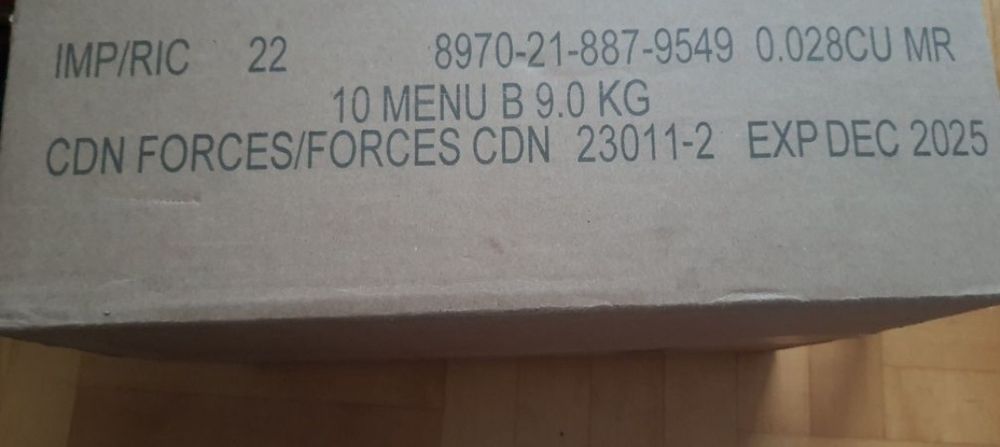 IMP/RIC 22 8970-21-887-9549 0.028CU MR
10 MENU B 9.0 KG
CDN FORCES/FORCES CDN 23011-2 EXP DEC 2025